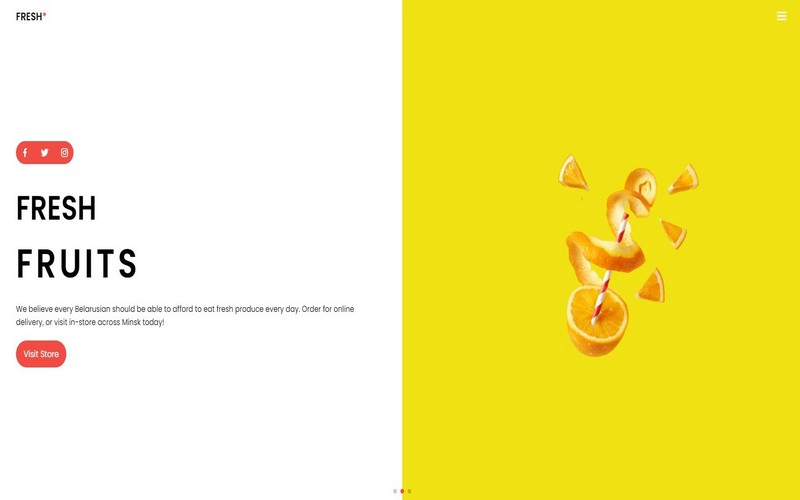 FRESH*
FRESH
FRUITS
We believe every Belarusian should be able to afford to eat fresh produce every day. Order for online
delivery, or visit in-store across Minsk today!
Visit Store